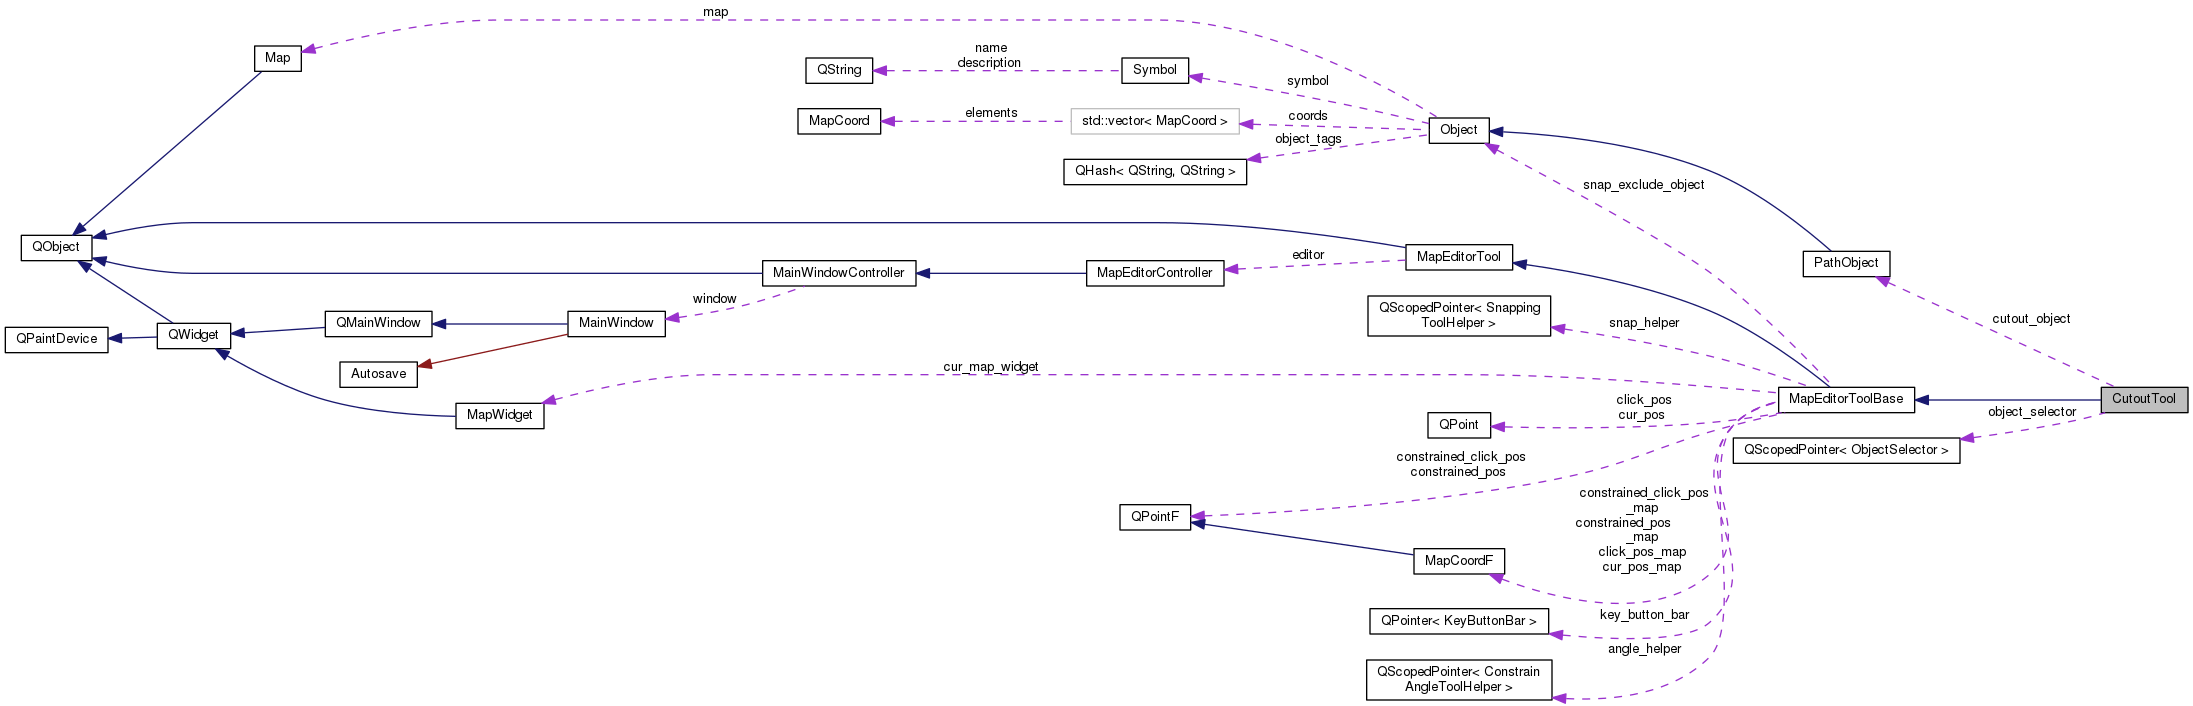 map
Map
name
description
QString
Symbol
symbol
MapCoord
elements
std::vector< MapCoord >
coords
Object
object_tags
QHash< QString, QString >
snap_exclude_object
QObject
MapEditorTool
PathObject
editor
MainWindowController
MapEditorController
window
QScopedPointer< Snapping
ToolHelper >
snap_helper
cutout_object
QPaintDevice
QWidget
QMainWindow
MainWindow
Autosave
cur_map_widget
MapWidget
click_pos
cur_pos
QPoint
MapEditorToolBase
CutoutTool
object_selector
QScopedPointer< ObjectSelector >
constrained_click_pos
constrained_pos
QPointF
constrained_click_pos
_map
constrained_pos
_map
click_pos_map
cur_pos_map
MapCoordF
key_button_bar
QPointer< KeyButtonBar >
angle_helper
QScopedPointer< Constrain
AngleToolHelper >